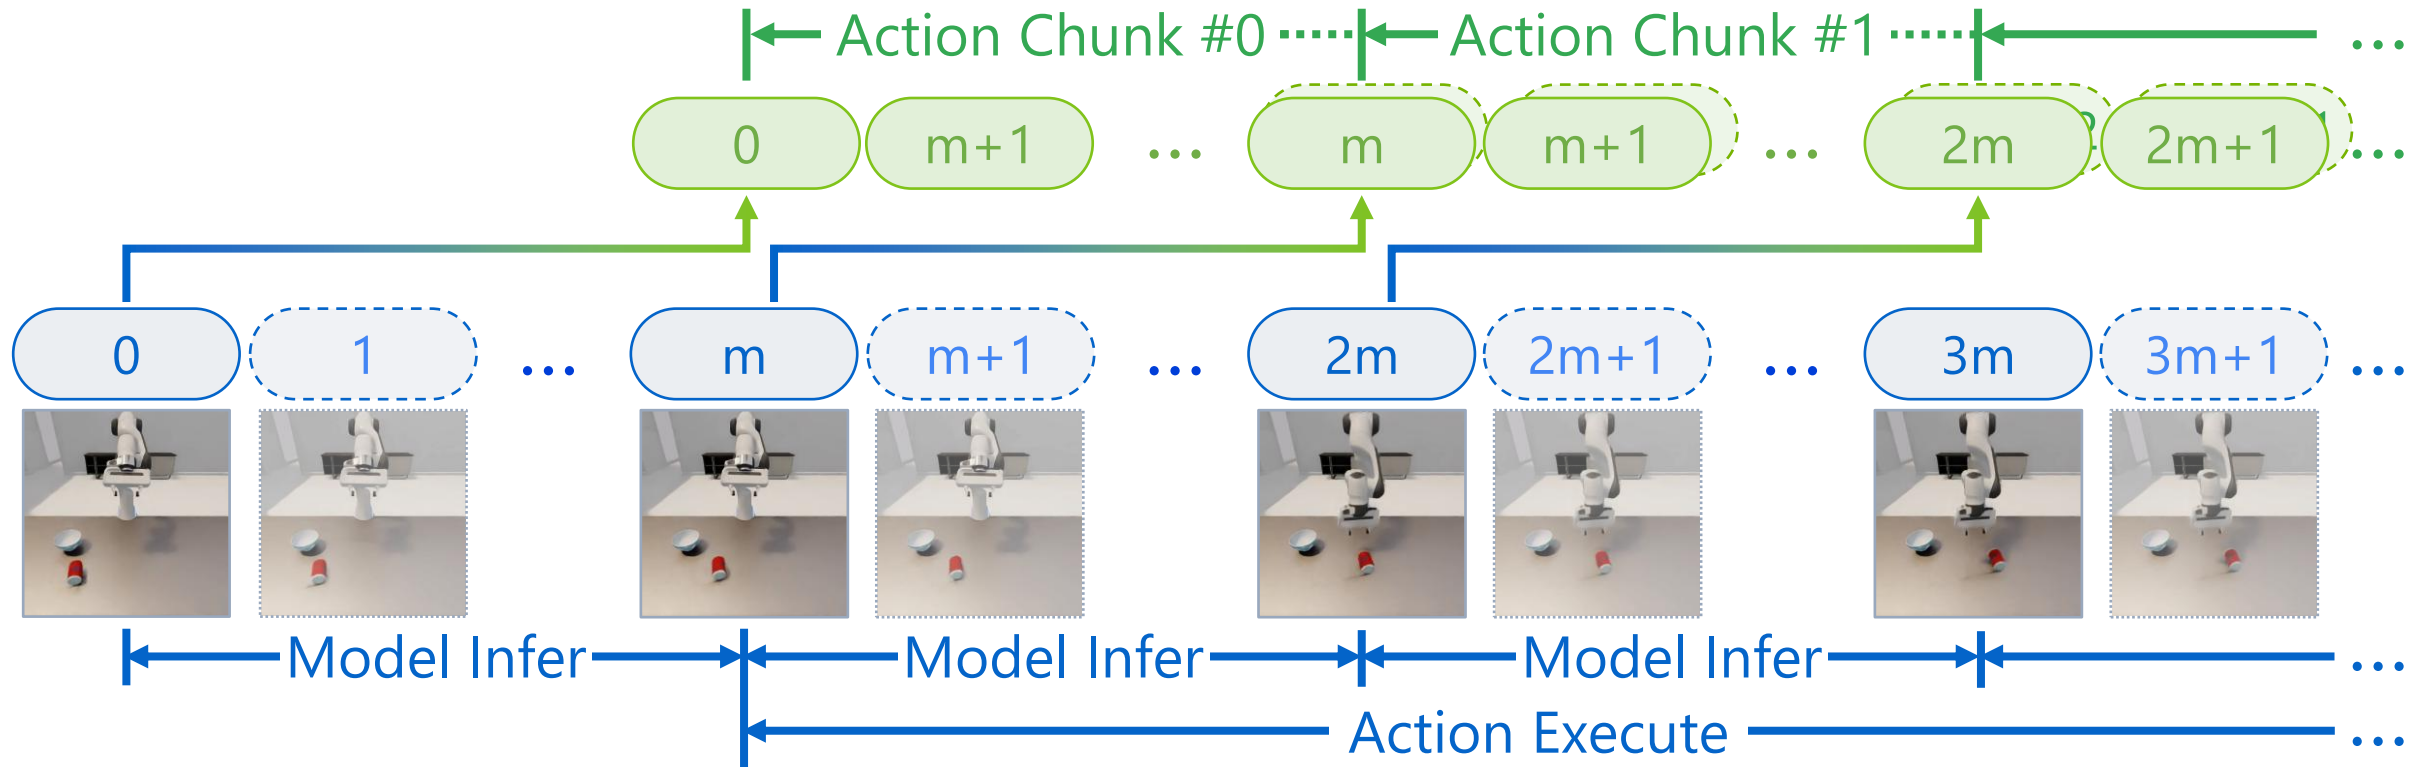 Action Chunk #0 Action Chunk #1 ...
0 m+1 ... m m+1 ... 2m 2m+1 ...
0 1 ... m m+1 ... 2m 2m+1 ... 3m 3m+1 ...
Model Infer Model Infer Model Infer ...
Action Execute ...